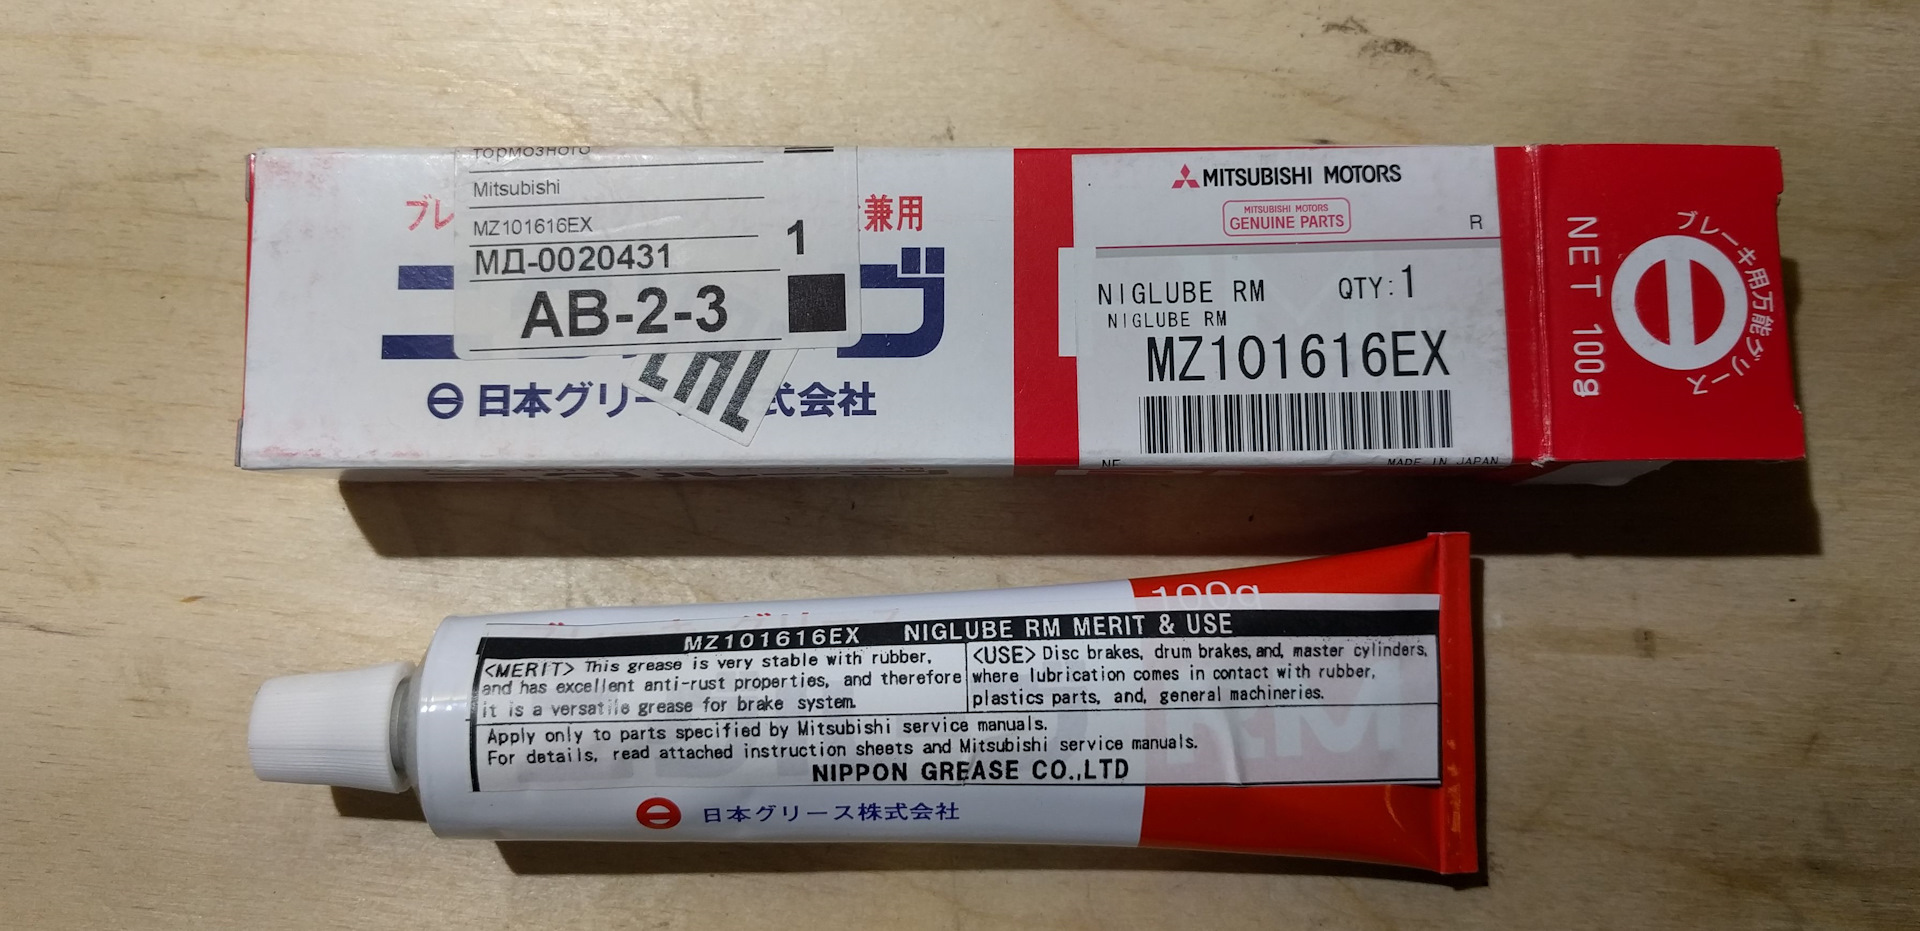 тормозного
Mitsubishi
MZ101616EX
МД-0020431
1
AB-2-3
ブレ
兼用
ニ
ブ
日本グリー
式会社
MITSUBISHI MOTORS
MITSUBISHI MOTORS
GENUINE PARTS
R
NIGLUBE RM QTY:1
NIGLUBE RM
MZ101616EX
MADE IN JAPAN
NET 100g
ブレーキ用万能グリース
100g
MZ101616EX NIGLUBE RM MERIT & USE
<MERIT> This grease is very stable with rubber,
and has excellent anti-rust properties, and therefore
it is a versatile grease for brake system.
<USE> Disc brakes, drum brakes, and, master cylinders,
where lubrication comes in contact with rubber,
plastics parts, and, general machineries.
Apply only to parts specified by Mitsubishi service manuals.
For details, read attached instruction sheets and Mitsubishi service manuals.
NIPPON GREASE CO.,LTD
RM
日本グリース株式会社